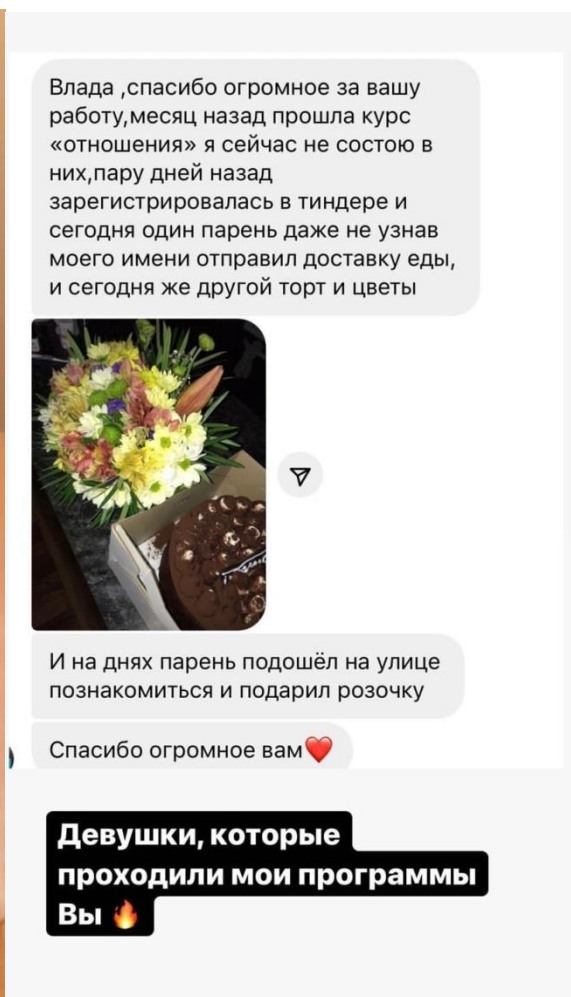 Влада ,спасибо огромное за вашу
работу,месяц назад прошла курс
«отношения» я сейчас не состою в
них,пару дней назад
зарегистрировалась в тиндере и
сегодня один парень даже не узнав
моего имени отправил доставку еды,
и сегодня же другой торт и цветы
И на днях парень подошёл на улице
познакомиться и подарил розочку
Спасибо огромное вам❤️
Девушки, которые
проходили мои программы
Вы 🔥